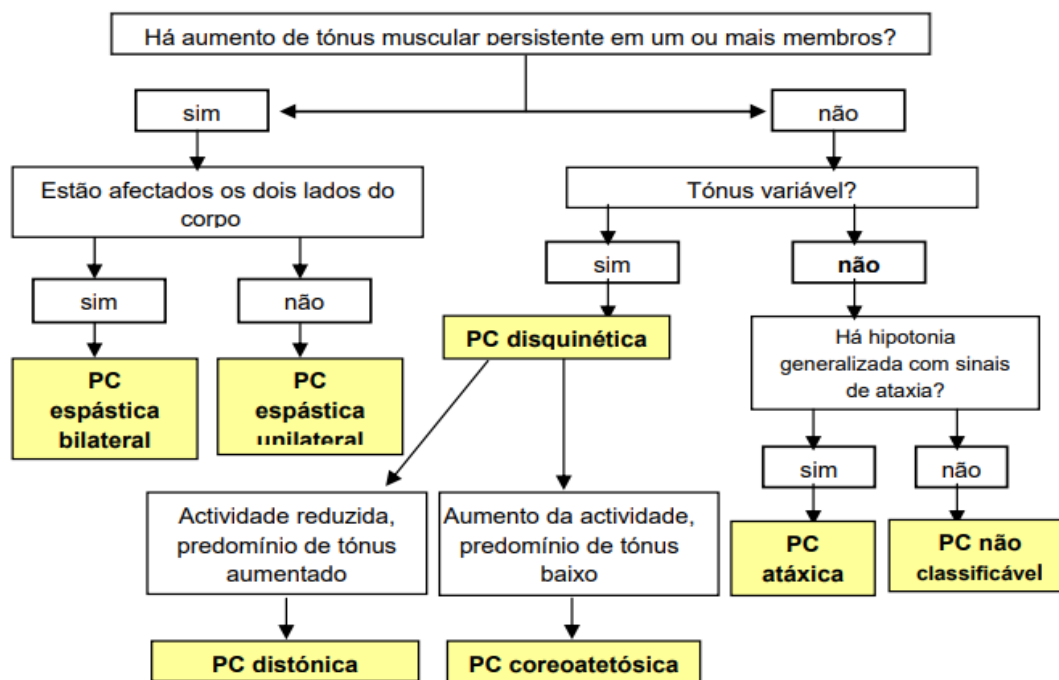 Há aumento de tónus muscular persistente em um ou mais membros?
sim
não
Estão afectados os dois lados do
corpo
Tónus variável?
sim
não
sim
não
PC disquinética
Há hipotonia
generalizada com sinais
de ataxia?
PC
espástica
bilateral
PC
espástica
unilateral
sim
não
Actividade reduzida,
predomínio de tónus
aumentado
Aumento da actividade,
predomínio de tónus
baixo
PC
atáxica
PC não
classificável
PC distónica
PC coreoatetósica